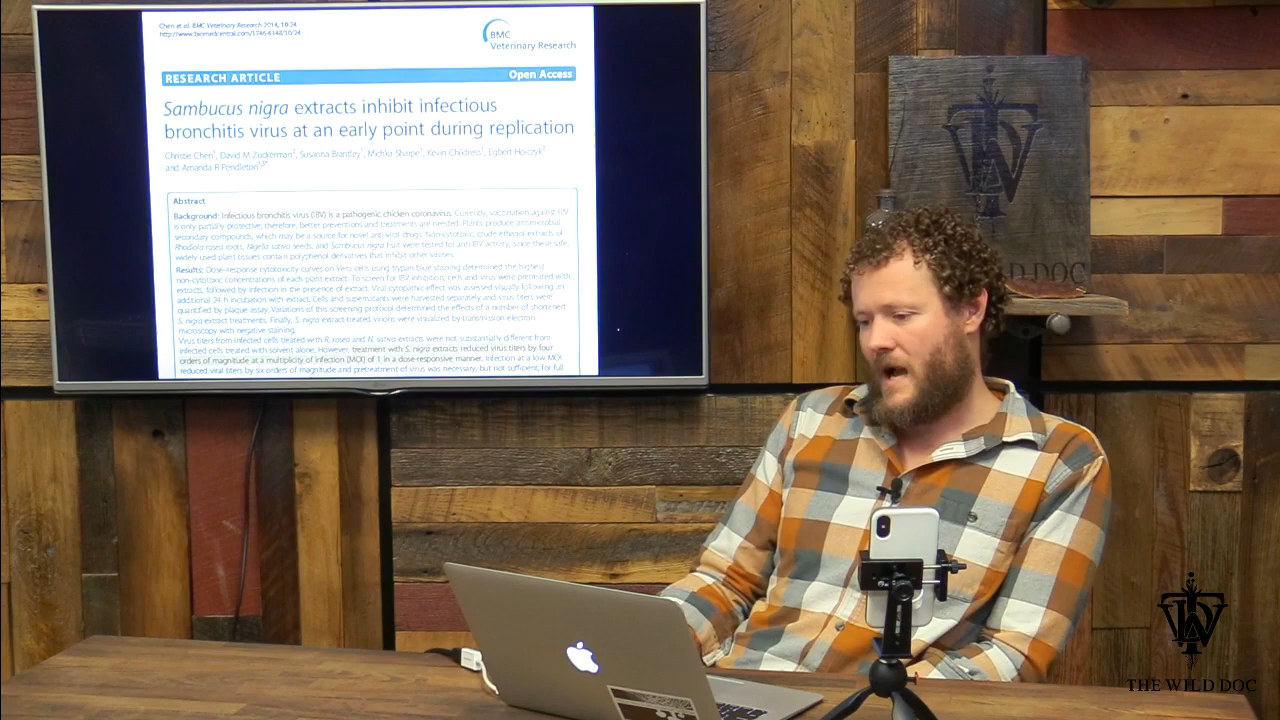 Chen et al. BMC Veterinary Research 2014, 10:24
http://www.biomedcentral.com/1746-6148/10/24
BMC
Veterinary Research
RESEARCH ARTICLE
Open Access
Sambucus nigra extracts inhibit infectious
bronchitis virus at an early point during replication
Christie Chen1, David M Zuckerman2, Susanna Brantley1, Michka Sharpe1, Kevin Childress1, Egbert Hoiczyk2
and Amanda R Pendleton1,3*
Abstract
Background: Infectious bronchitis virus (IBV) is a pathogenic chicken coronavirus. Currently, vaccination against IBV
is only partially protective; therefore, better preventions and treatments are needed. Plants produce antimicrobial
secondary compounds, which may be a source for novel anti-viral drugs. Non-cytotoxic, crude ethanol extracts of
Rhodiola rosea roots, Nigella sativa seeds, and Sambucus nigra fruit were tested for anti-IBV activity, since these safe,
widely used plant tissues contain polyphenol derivatives that inhibit other viruses.
Results: Dose-response cytotoxicity curves on Vero cells using trypan blue staining determined the highest
non-cytotoxic concentrations of each plant extract. To screen for IBV inhibition, cells and virus were pretreated with
extracts, followed by infection in the presence of extract. Viral cytopathic effect was assessed visually following an
additional 24 h incubation with extract. Cells and supernatants were harvested separately and virus titers were
quantified by plaque assay. Variations of this screening protocol determined the effects of a number of shortened
S. nigra extract treatments. Finally, S. nigra extract-treated virions were visualized by transmission electron
microscopy with negative staining.
Virus titers from infected cells treated with R. rosea and N. sativa extracts were not substantially different from
infected cells treated with solvent alone. However, treatment with S. nigra extracts reduced virus titers by four
orders of magnitude at a multiplicity of infection (MOI) of 1 in a dose-responsive manner. Infection at a low MOI
reduced viral titers by six orders of magnitude and pretreatment of virus was necessary, but not sufficient, for full
LD DOC
THE WILD DOC